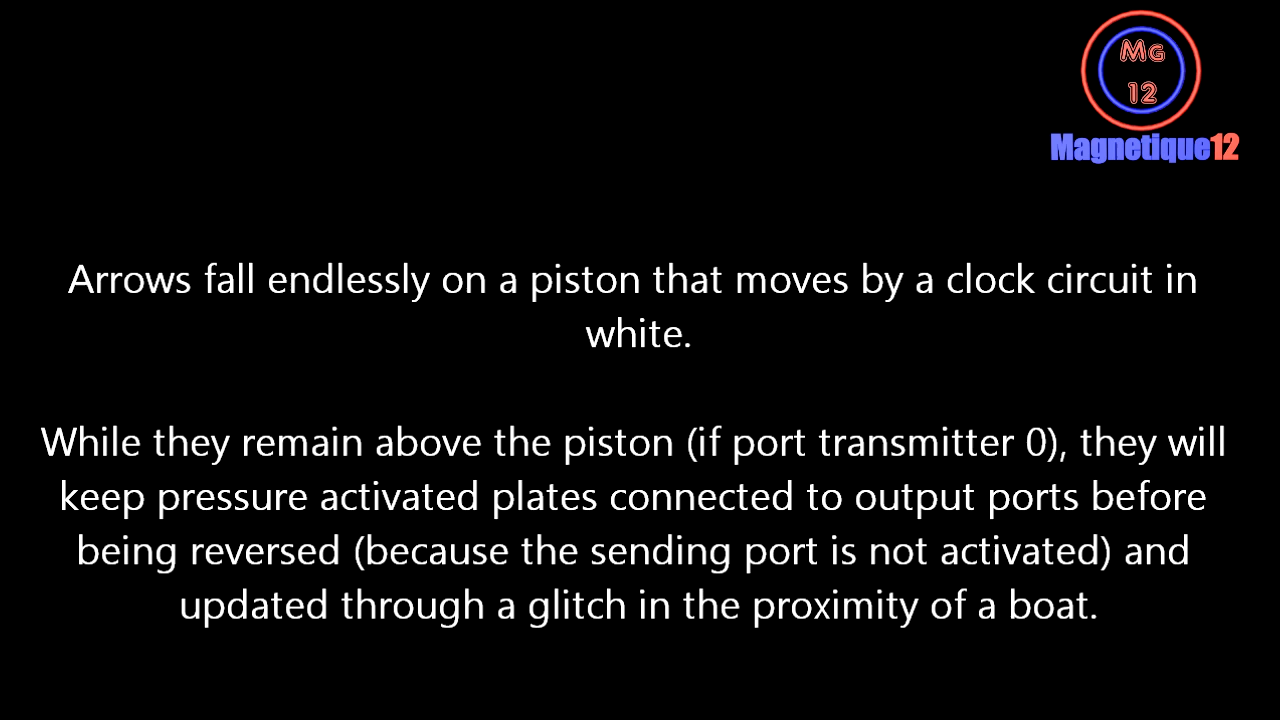 Mg
12
Magnetique12
Arrows fall endlessly on a piston that moves by a clock circuit in
white.
While they remain above the piston (if port transmitter 0), they will
keep pressure activated plates connected to output ports before
being reversed (because the sending port is not activated) and
updated through a glitch in the proximity of a boat.